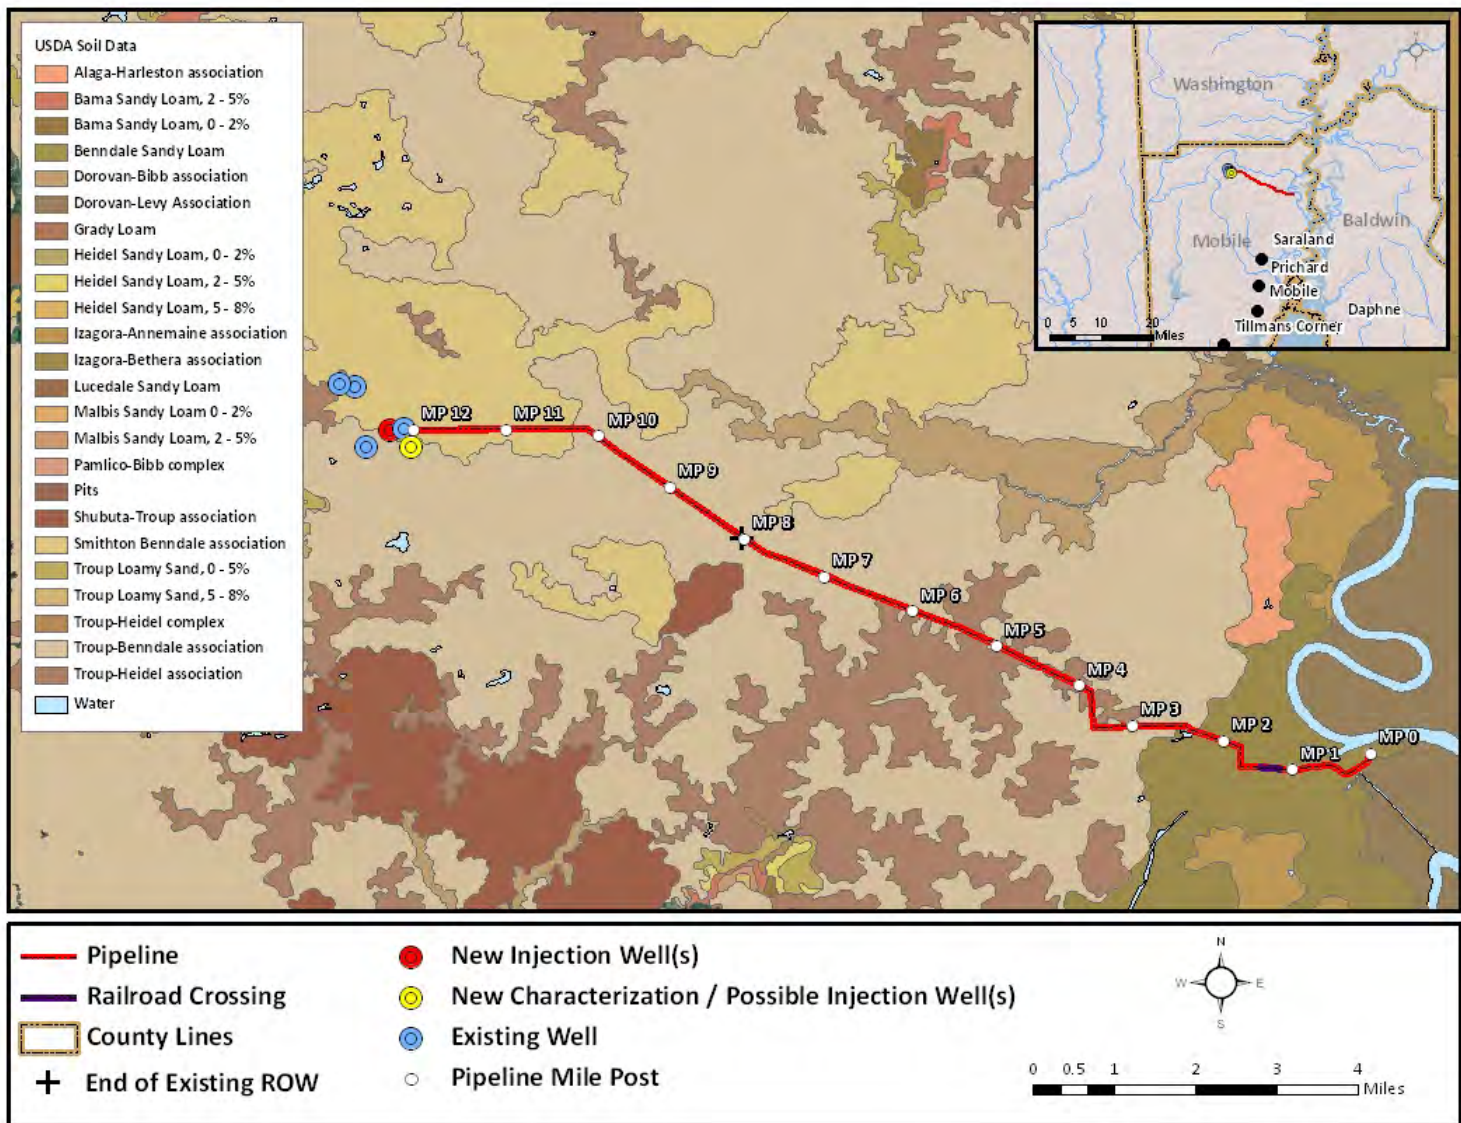 USDA Soil Data
Alaga-Harleston association
Bama Sandy Loam, 2 - 5%
Bama Sandy Loam, 0 - 2%
Benndale Sandy Loam
Dorovan-Bibb association
Dorovan-Levy Association
Grady Loam
Heidel Sandy Loam, 0 - 2%
Heidel Sandy Loam, 2 - 5%
Heidel Sandy Loam, 5 - 8%
Izagora-Annemaine association
Izagora-Bethera association
Lucedale Sandy Loam
Malbis Sandy Loam 0 - 2%
Malbis Sandy Loam, 2 - 5%
Pamlico-Bibb complex
Pits
Shubuta-Troup association
Smithton Benndale association
Troup Loamy Sand, 0 - 5%
Troup Loamy Sand, 5 - 8%
Troup-Heidel complex
Troup-Benndale association
Troup-Heidel association
Water
Washington
Baldwin
Mobile
Saraland
Prichard
Mobile
Daphne
Tillmans Corner
0 5 10 20
Miles
MP 12
MP 11
MP 10
MP 9
MP 8
MP 7
MP 6
MP 5
MP 4
MP 3
MP 2
MP 1
MP 0
Pipeline
Railroad Crossing
County Lines
End of Existing ROW
New Injection Well(s)
New Characterization / Possible Injection Well(s)
Existing Well
Pipeline Mile Post
N
W E
S
0 0.5 1 2 3 4
Miles